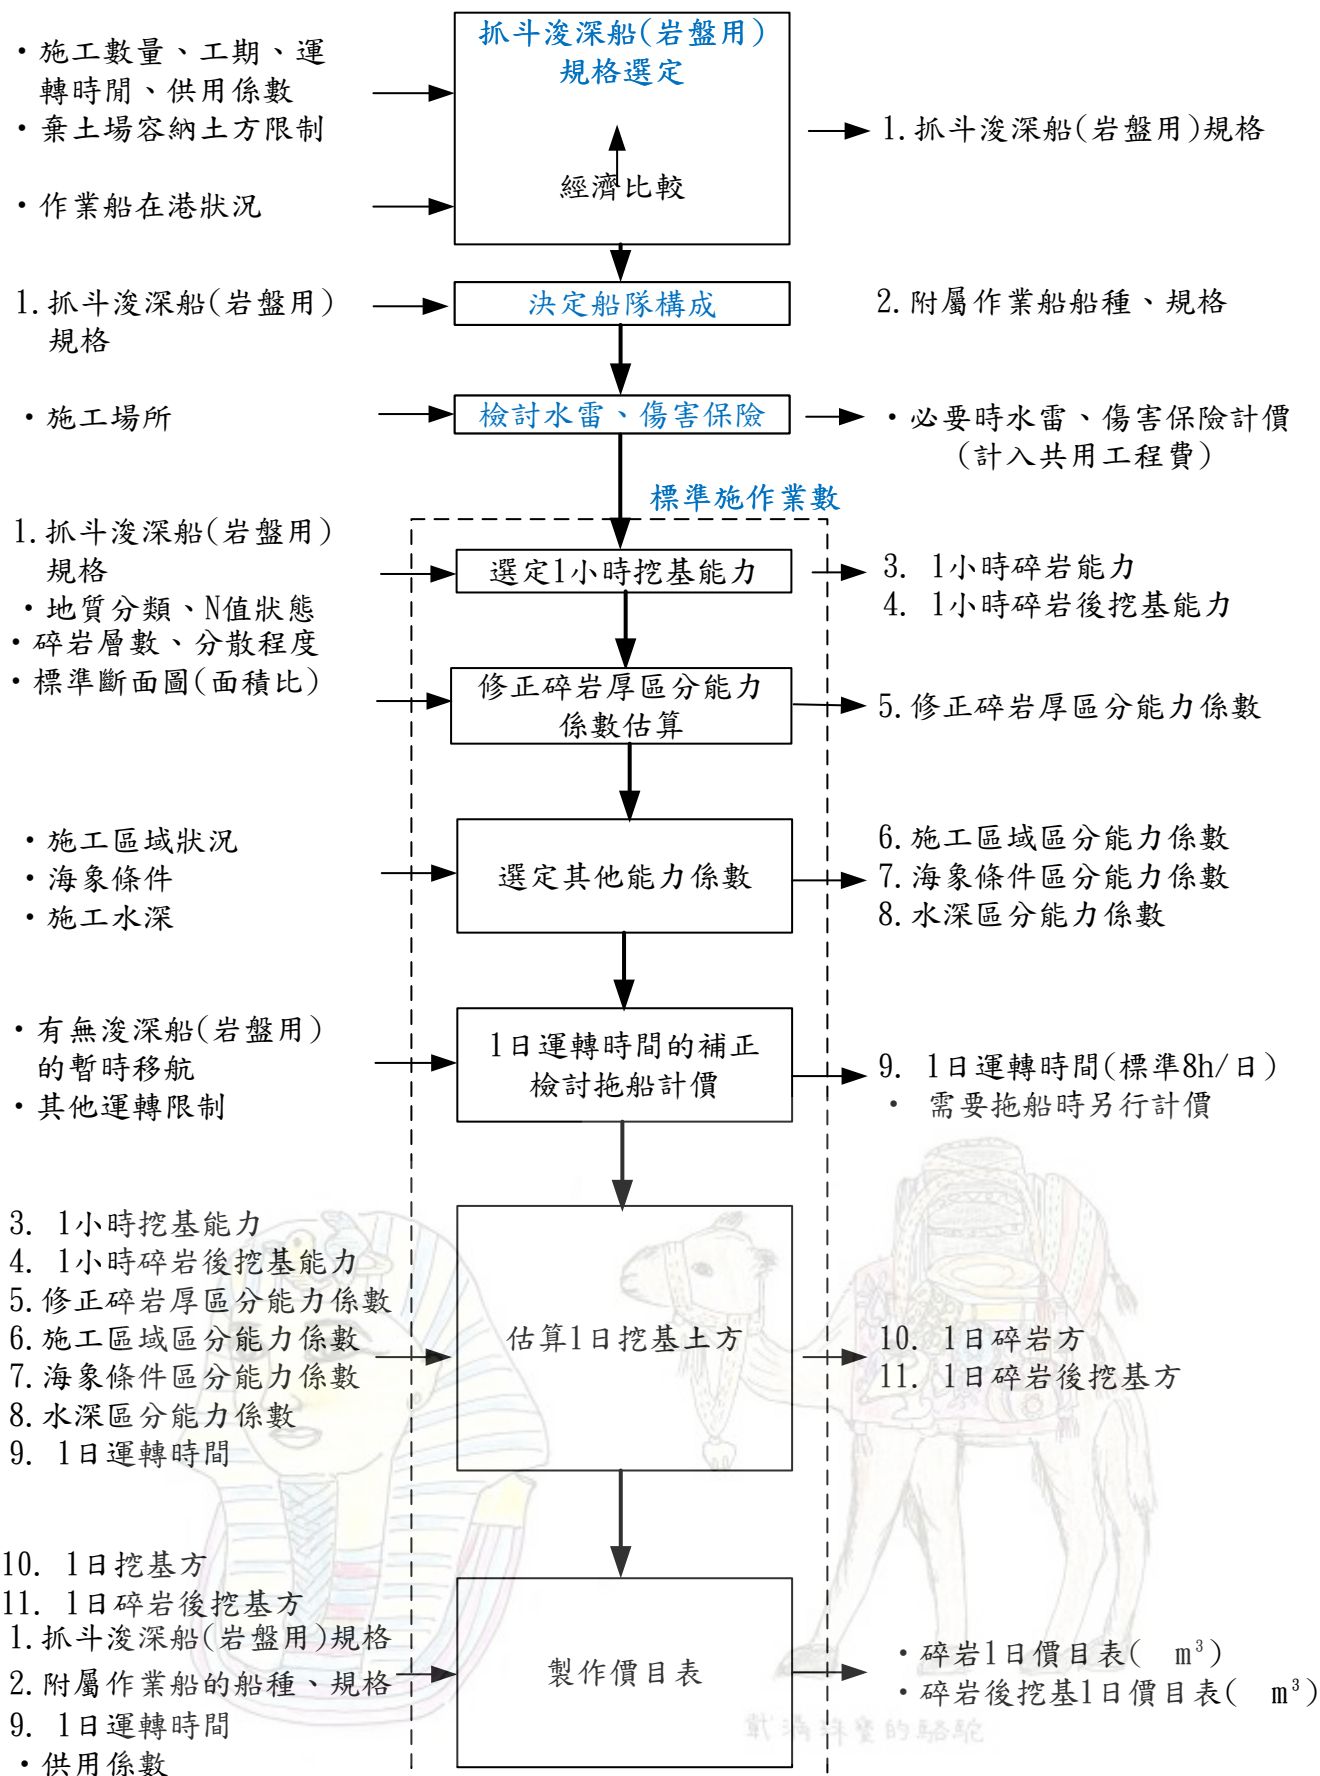 抓斗浚深船(岩盤用)
規格選定
・施工數量、工期、運
轉時間、供用係數
・棄土場容納土方限制
・作業船在港狀況
經濟比較
1.抓斗浚深船(岩盤用)規格
1.抓斗浚深船(岩盤用)
規格
決定船隊構成
2.附屬作業船船種、規格
・施工場所
檢討水雷、傷害保險
・必要時水雷、傷害保險計價
(計入共用工程費)
標準施作業數
1.抓斗浚深船(岩盤用)
規格
・地質分類、N值狀態
・碎岩層數、分散程度
・標準斷面圖(面積比)
選定1小時挖基能力
3. 1小時碎岩能力
4. 1小時碎岩後挖基能力
修正碎岩厚區分能力
係數估算
5.修正碎岩厚區分能力係數
・施工區域狀況
・海象條件
・施工水深
選定其他能力係數
6.施工區域區分能力係數
7.海象條件區分能力係數
8.水深區分能力係數
・有無浚深船(岩盤用)
的暫時移航
・其他運轉限制
1日運轉時間的補正
檢討拖船計價
9. 1日運轉時間(標準8h/日)
・ 需要拖船時另行計價
3. 1小時挖基能力
4. 1小時碎岩後挖基能力
5.修正碎岩厚區分能力係數
6.施工區域區分能力係數
7.海象條件區分能力係數
8.水深區分能力係數
9. 1日運轉時間
估算1日挖基土方
10. 1日碎岩方
11. 1日碎岩後挖基方
10. 1日挖基方
11. 1日碎岩後挖基方
1.抓斗浚深船(岩盤用)規格
2.附屬作業船的船種、規格
9. 1日運轉時間
・供用係數
製作價目表
・碎岩1日價目表( m³)
・碎岩後挖基1日價目表( m³)
載滿珠寶的駱駝